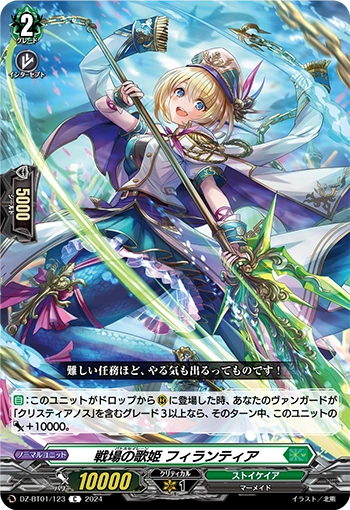 2
グレード
インターセプト
5000
シールド
難しい任務ほど、やる気も出るってものです！
自：このユニットがドロップからRに登場した時、あなたのヴァンガードが
「クリスティアノス」を含むグレード３以上なら、そのターン中、このユニットの
+10000。
ノーマルユニット
戦場の歌姫 フィランティア
パワー 10000
クリティカル
1
ストイケイア
マーメイド
DZ-BT01/123 C 2024
イラスト／北熊